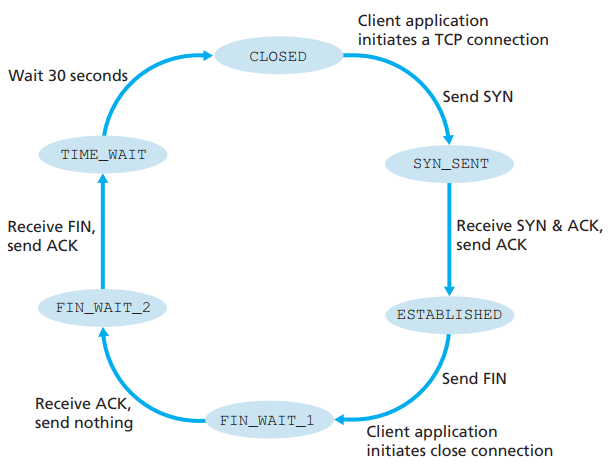 Client application
initiates a TCP connection
CLOSED
Wait 30 seconds
Send SYN
TIME_WAIT
SYN_SENT
Receive FIN,
send ACK
Receive SYN & ACK,
send ACK
FIN_WAIT_2
ESTABLISHED
Send FIN
Receive ACK,
send nothing
FIN_WAIT_1
Client application
initiates close connection